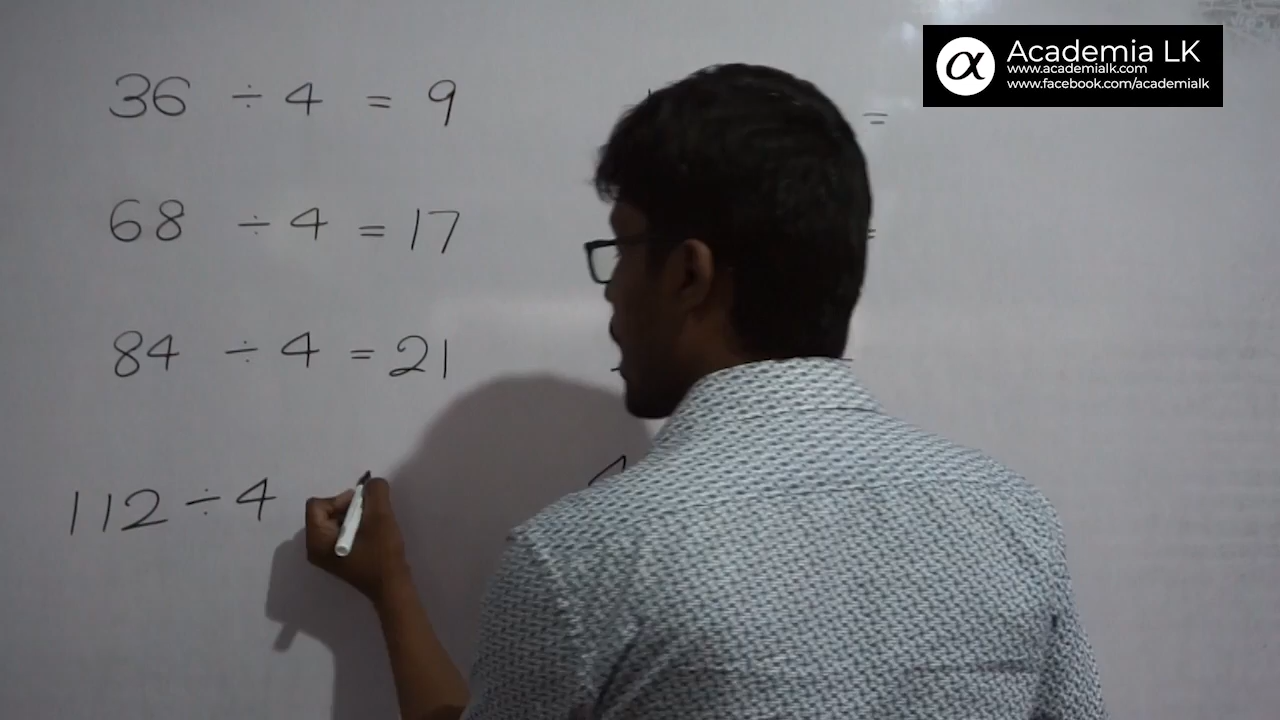 α Academia LK
www.academialk.com
www.facebook.com/academialk
36 ÷ 4 = 9
=
68 ÷ 4 = 17
=
84 ÷ 4 = 21
112 ÷ 4